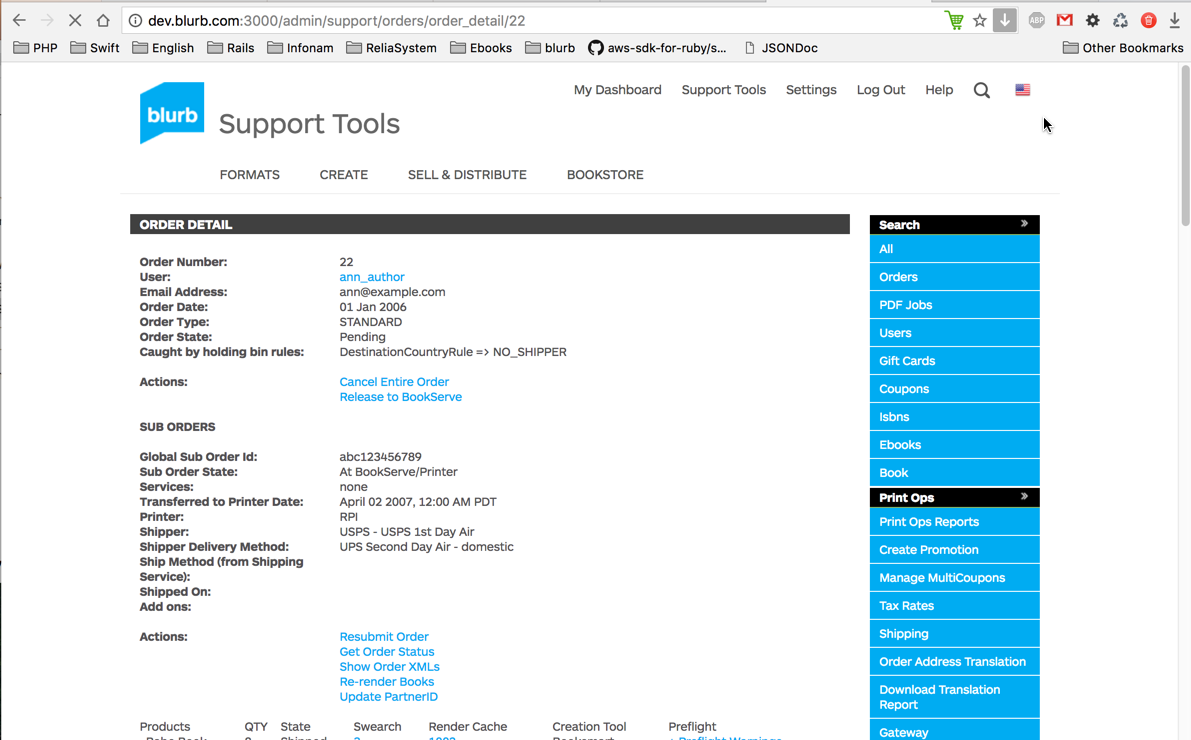 dev.blurb.com:3000/admin/support/orders/order_detail/22
ABP
PHP Swift English Rails Infonam ReliaSystem Ebooks blurb aws-sdk-for-ruby/s... JSONDoc Other Bookmarks
My Dashboard Support Tools Settings Log Out Help
blurb Support Tools
FORMATS CREATE SELL & DISTRIBUTE BOOKSTORE
ORDER DETAIL
Order Number: 22
User: ann_author
Email Address: ann@example.com
Order Date: 01 Jan 2006
Order Type: STANDARD
Order State: Pending
Caught by holding bin rules: DestinationCountryRule => NO_SHIPPER
Actions: Cancel Entire Order
Release to BookServe
SUB ORDERS
Global Sub Order Id: abc123456789
Sub Order State: At BookServe/Printer
Services: none
Transferred to Printer Date: April 02 2007, 12:00 AM PDT
Printer: RPI
Shipper: USPS - USPS 1st Day Air
Shipper Delivery Method: UPS Second Day Air - domestic
Ship Method (from Shipping
Service):
Shipped On:
Add ons:
Actions: Resubmit Order
Get Order Status
Show Order XMLs
Re-render Books
Update PartnerID
Products QTY State Swearch Render Cache Creation Tool Preflight
Search »
All
Orders
PDF Jobs
Users
Gift Cards
Coupons
Isbns
Ebooks
Book
Print Ops »
Print Ops Reports
Create Promotion
Manage MultiCoupons
Tax Rates
Shipping
Order Address Translation
Download Translation
Report
Gateway